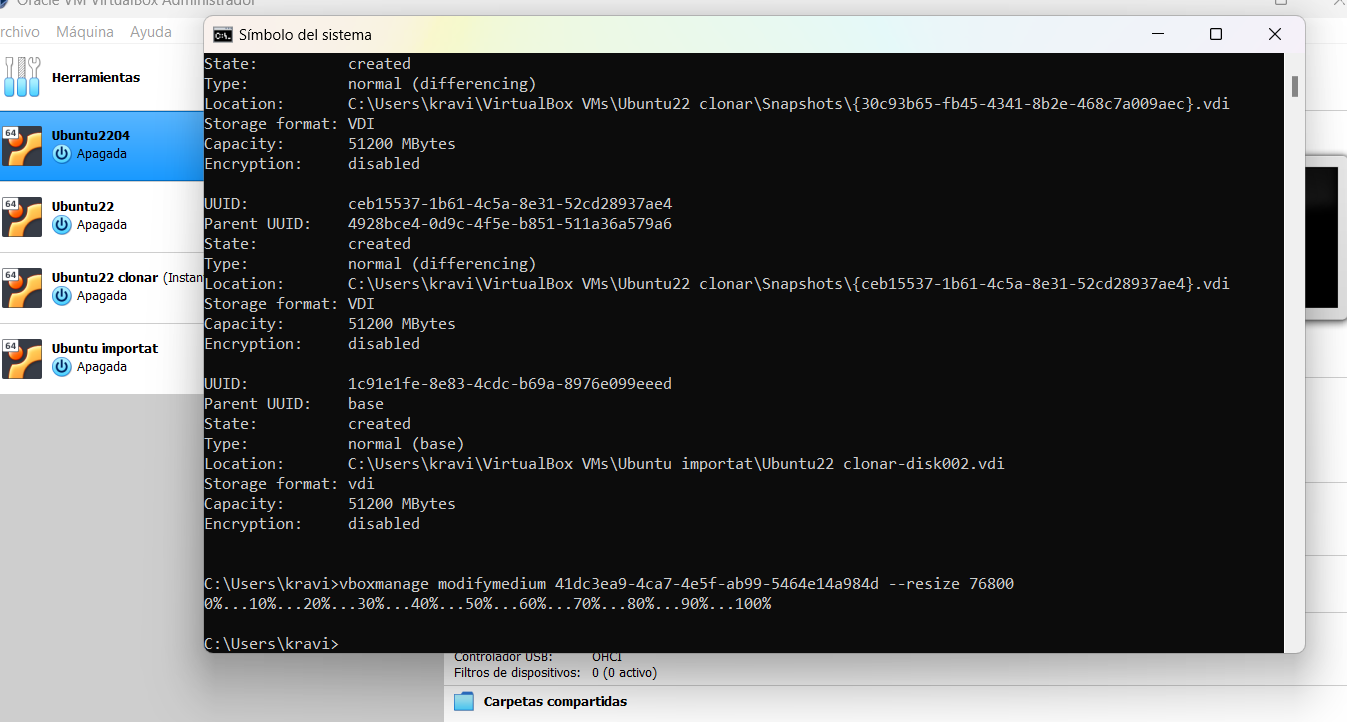 Oracle VM VirtualBox Administrador
rchivo Máquina Ayuda
Herramientas
64
Ubuntu2204
Apagada
64
Ubuntu22
Apagada
64
Ubuntu22 clonar (Instan
Apagada
64
Ubuntu importat
Apagada
C:\.
Símbolo del sistema
State: created
Type: normal (differencing)
Location: C:\Users\kravi\VirtualBox VMs\Ubuntu22 clonar\Snapshots\{30c93b65-fb45-4341-8b2e-468c7a009aec}.vdi
Storage format: VDI
Capacity: 51200 MBytes
Encryption: disabled
UUID: ceb15537-1b61-4c5a-8e31-52cd28937ae4
Parent UUID: 4928bce4-0d9c-4f5e-b851-511a36a579a6
State: created
Type: normal (differencing)
Location: C:\Users\kravi\VirtualBox VMs\Ubuntu22 clonar\Snapshots\{ceb15537-1b61-4c5a-8e31-52cd28937ae4}.vdi
Storage format: VDI
Capacity: 51200 MBytes
Encryption: disabled
UUID: 1c91e1fe-8e83-4cdc-b69a-8976e099eeed
Parent UUID: base
State: created
Type: normal (base)
Location: C:\Users\kravi\VirtualBox VMs\Ubuntu importat\Ubuntu22 clonar-disk002.vdi
Storage format: vdi
Capacity: 51200 MBytes
Encryption: disabled
C:\Users\kravi>vboxmanage modifymedium 41dc3ea9-4ca7-4e5f-ab99-5464e14a984d --resize 76800
0%...10%...20%...30%...40%...50%...60%...70%...80%...90%...100%
C:\Users\kravi>
Controlador USB: OHCI
Filtros de dispositivos: 0 (0 activo)
Carpetas compartidas